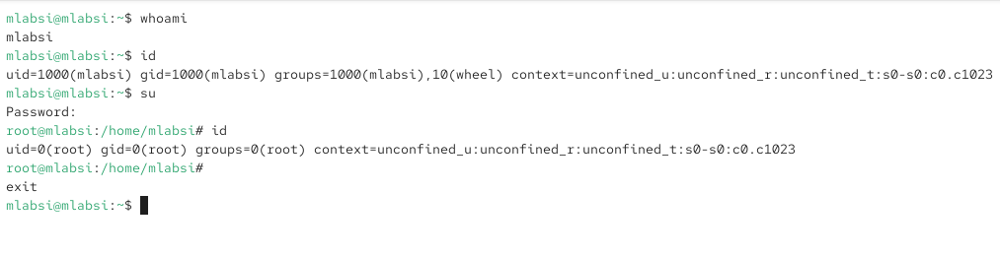 mlabsi@mlabsi:~$ whoami
mlabsi
mlabsi@mlabsi:~$ id
uid=1000(mlabsi) gid=1000(mlabsi) groups=1000(mlabsi),10(wheel) context=unconfined_u:unconfined_r:unconfined_t:s0-s0:c0.c1023
mlabsi@mlabsi:~$ su
Password:
root@mlabsi:/home/mlabsi# id
uid=0(root) gid=0(root) groups=0(root) context=unconfined_u:unconfined_r:unconfined_t:s0-s0:c0.c1023
root@mlabsi:/home/mlabsi#
exit
mlabsi@mlabsi:~$